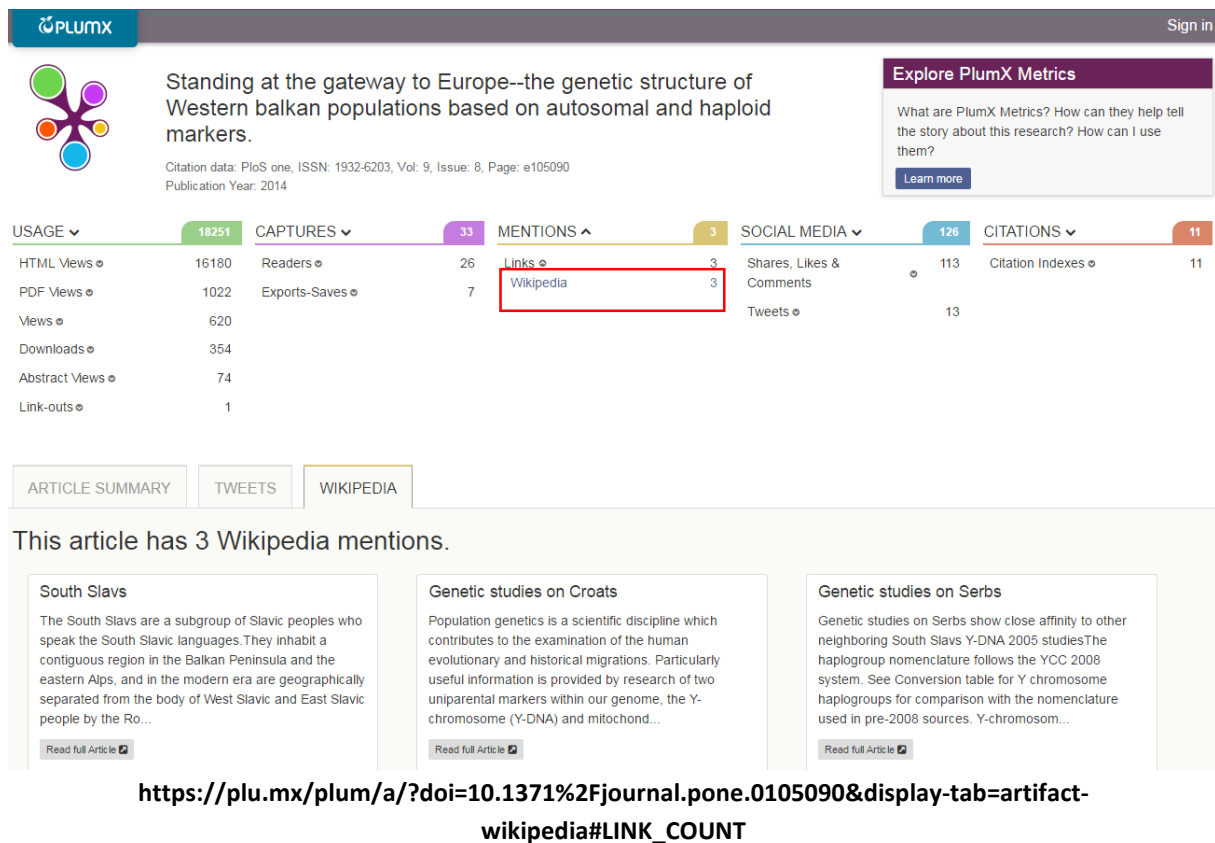 PLUMX
Sign in
Standing at the gateway to Europe--the genetic structure of
Western balkan populations based on autosomal and haploid
markers.
Citation data: PloS one, ISSN: 1932-6203, Vol: 9, Issue: 8, Page: e105090
Publication Year: 2014
Explore PlumX Metrics
What are PlumX Metrics? How can they help tell
the story about this research? How can I use
them?
Learn more
USAGE 18251
HTML Views 16180
PDF Views 1022
Views 620
Downloads 354
Abstract Views 74
Link-outs 1
CAPTURES 33
Readers 26
Exports-Saves 7
MENTIONS 3
Links 3
Wikipedia 3
SOCIAL MEDIA 126
Shares, Likes & 113
Comments
Tweets 13
CITATIONS 11
Citation Indexes 11
ARTICLE SUMMARY TWEETS WIKIPEDIA
This article has 3 Wikipedia mentions.
South Slavs
The South Slavs are a subgroup of Slavic peoples who
speak the South Slavic languages.They inhabit a
contiguous region in the Balkan Peninsula and the
eastern Alps, and in the modern era are geographically
separated from the body of West Slavic and East Slavic
people by the Ro...
Read full Article
Genetic studies on Croats
Population genetics is a scientific discipline which
contributes to the examination of the human
evolutionary and historical migrations. Particularly
useful information is provided by research of two
uniparental markers within our genome, the Y-
chromosome (Y-DNA) and mitochond...
Read full Article
Genetic studies on Serbs
Genetic studies on Serbs show close affinity to other
neighboring South Slavs Y-DNA 2005 studiesThe
haplogroup nomenclature follows the YCC 2008
system. See Conversion table for Y chromosome
haplogroups for comparison with the nomenclature
used in pre-2008 sources. Y-chromosom...
Read full Article
https://plu.mx/plum/a/?doi=10.1371%2Fjournal.pone.0105090&display-tab=artifact-
wikipedia#LINK_COUNT